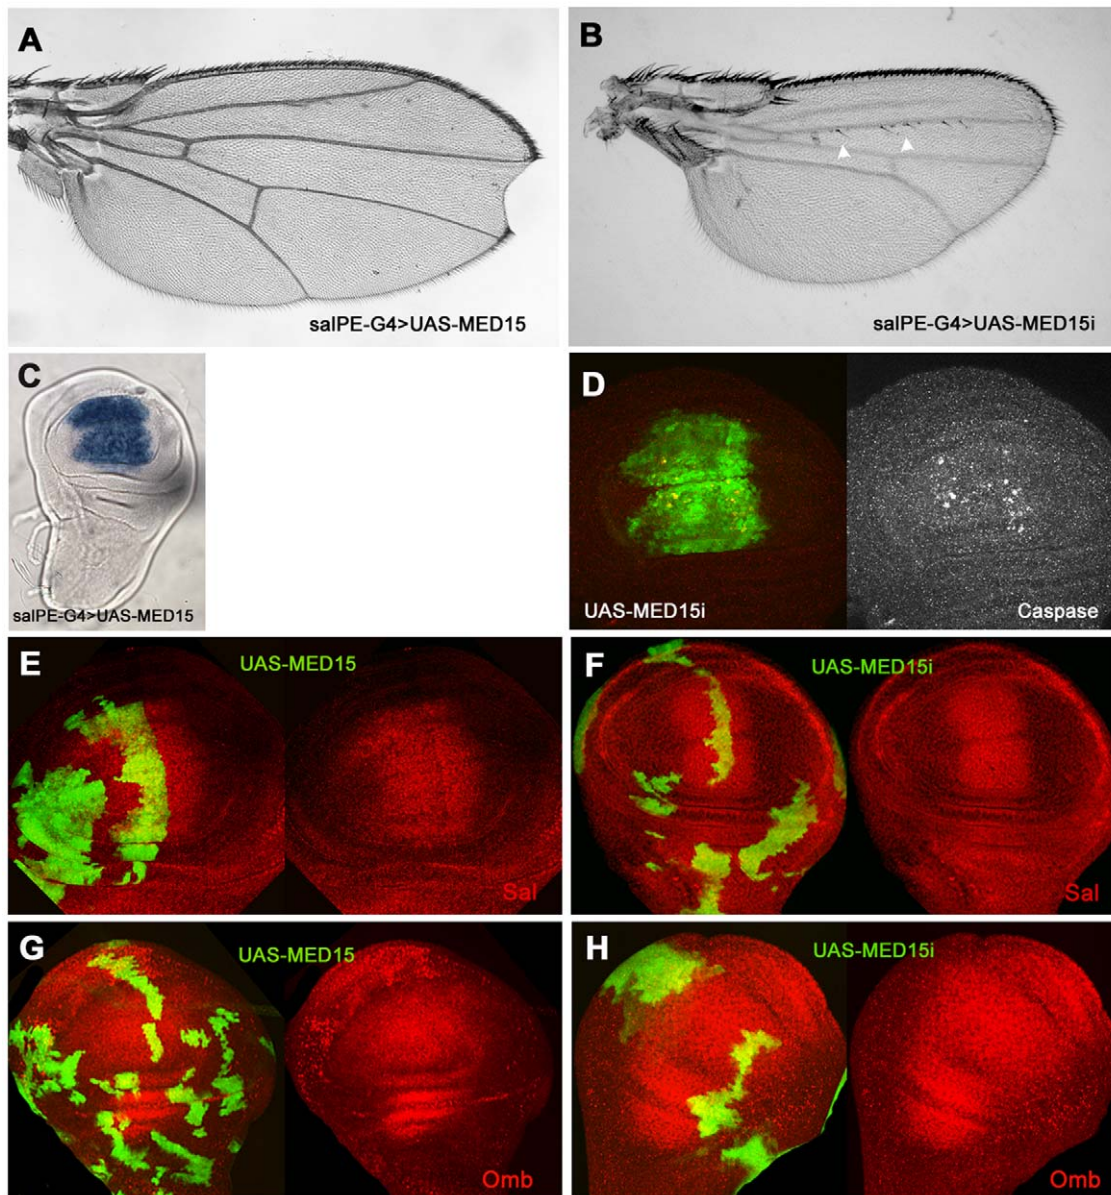 A
salPE-G4>UAS-MED15
B
salPE-G4>UAS-MED15i
C
salPE-G4>UAS-MED15
D
UAS-MED15i
Caspase
E
UAS-MED15
Sal
F
UAS-MED15i
Sal
G
UAS-MED15
Omb
H
UAS-MED15i
Omb